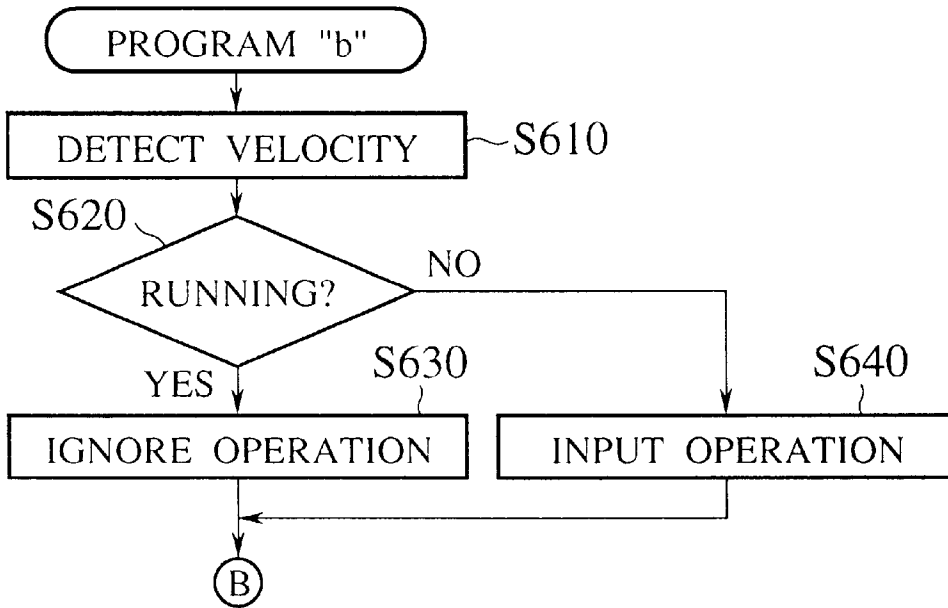 PROGRAM "b"
DETECT VELOCITY
S610
S620
RUNNING?
NO
YES
S630
S640
IGNORE OPERATION
INPUT OPERATION
B